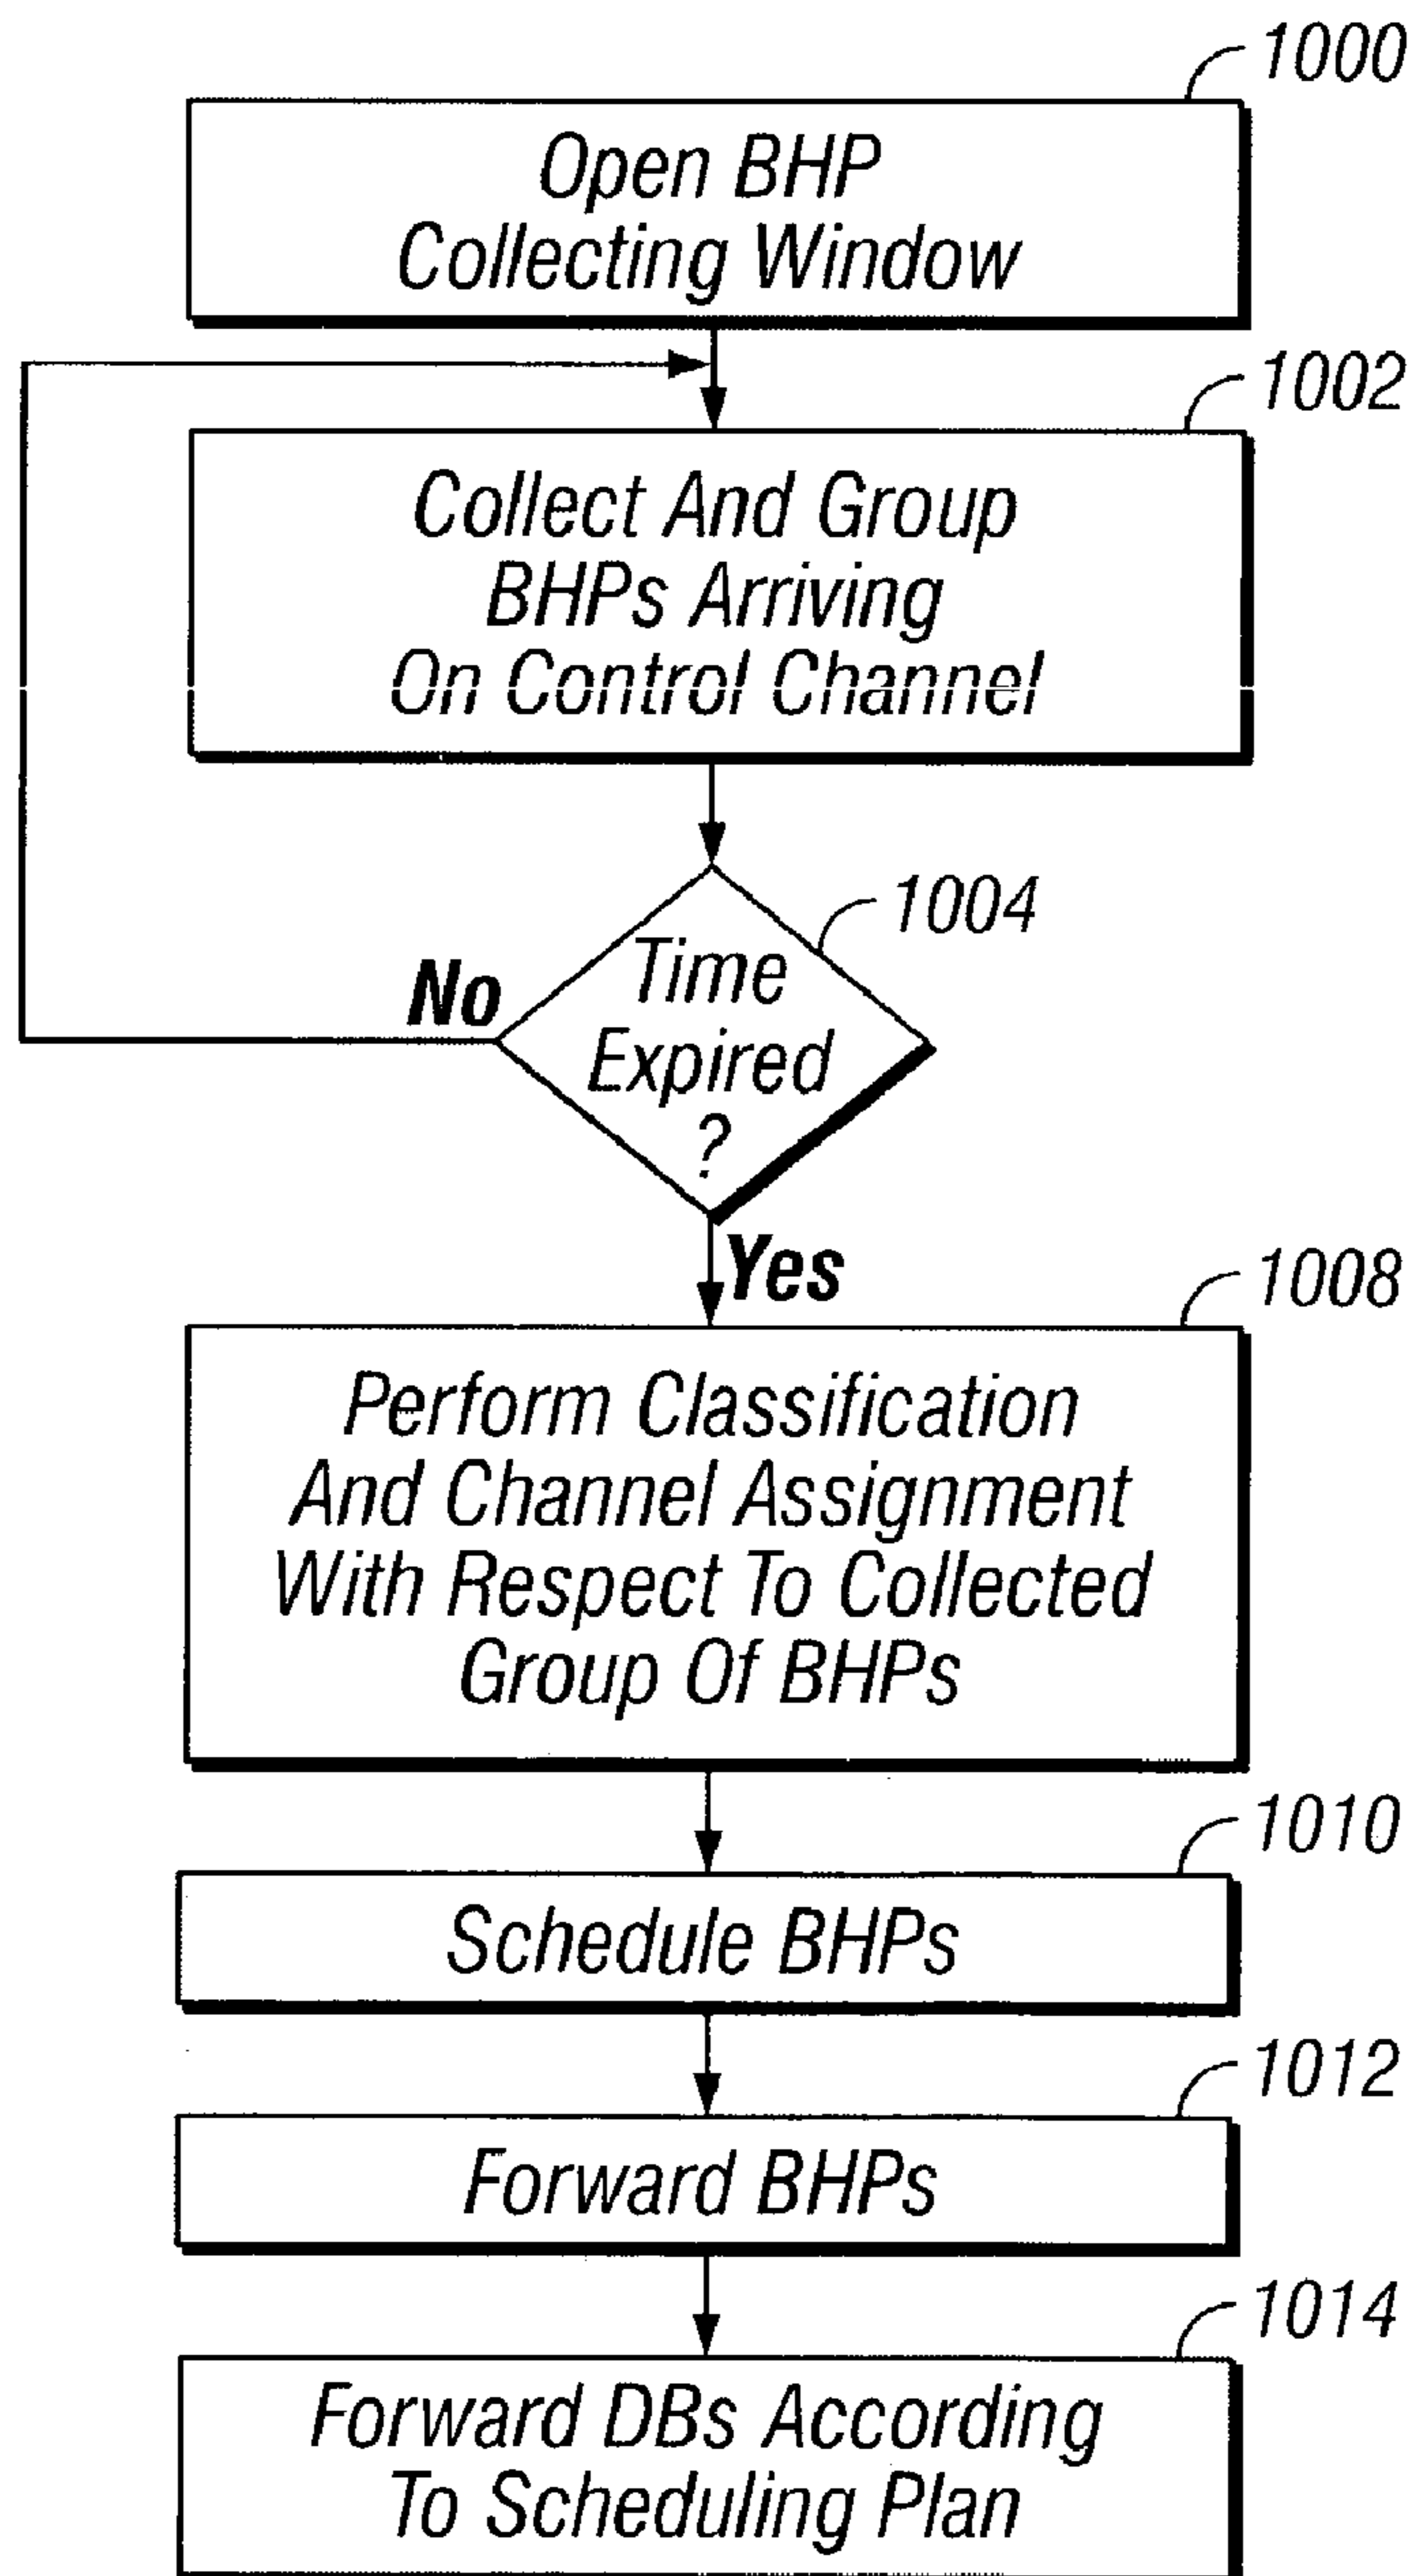 1000
Open BHP
Collecting Window
1002
Collect And Group
BHPs Arriving
On Control Channel
1004
Time
Expired
?
No
Yes
1008
Perform Classification
And Channel Assignment
With Respect To Collected
Group Of BHPs
1010
Schedule BHPs
1012
Forward BHPs
1014
Forward DBs According
To Scheduling Plan